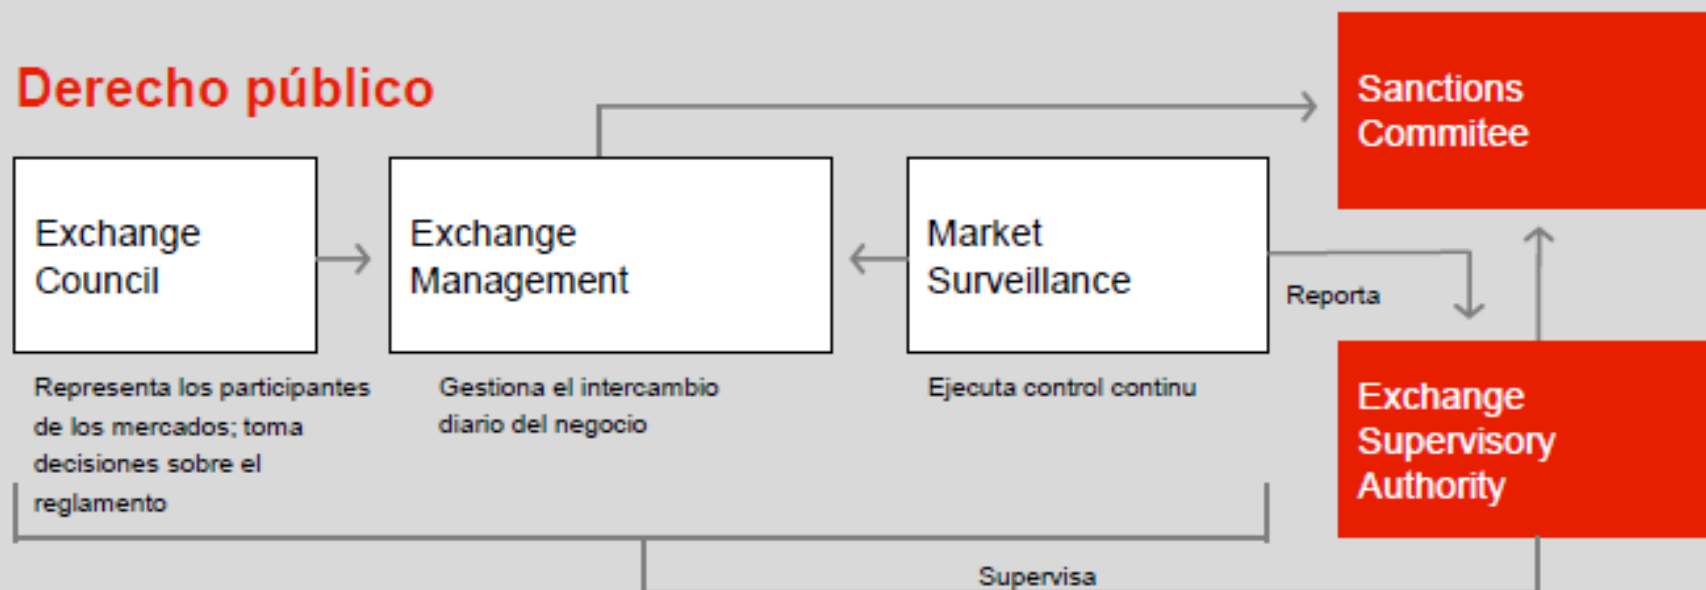 Derecho público
Sanctions
Commitee
Exchange
Council
Exchange
Management
Market
Surveillance
Reporta
Representa los participantes
de los mercados; toma
decisiones sobre el
reglamento
Gestiona el intercambio
diario del negocio
Ejecuta control continu
Exchange
Supervisory
Authority
Supervisa